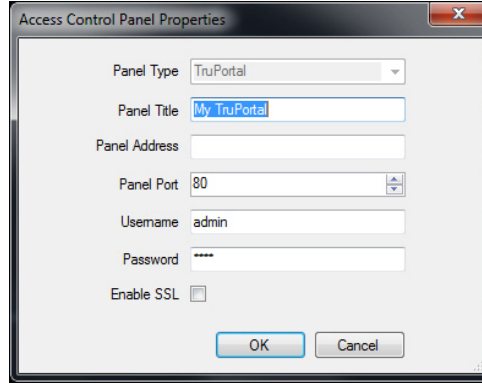 Access Control Panel Properties
X
Panel Type TruPortal
Panel Title My TruPortal
Panel Address
Panel Port 80
Username admin
Password ••••
Enable SSL
OK Cancel